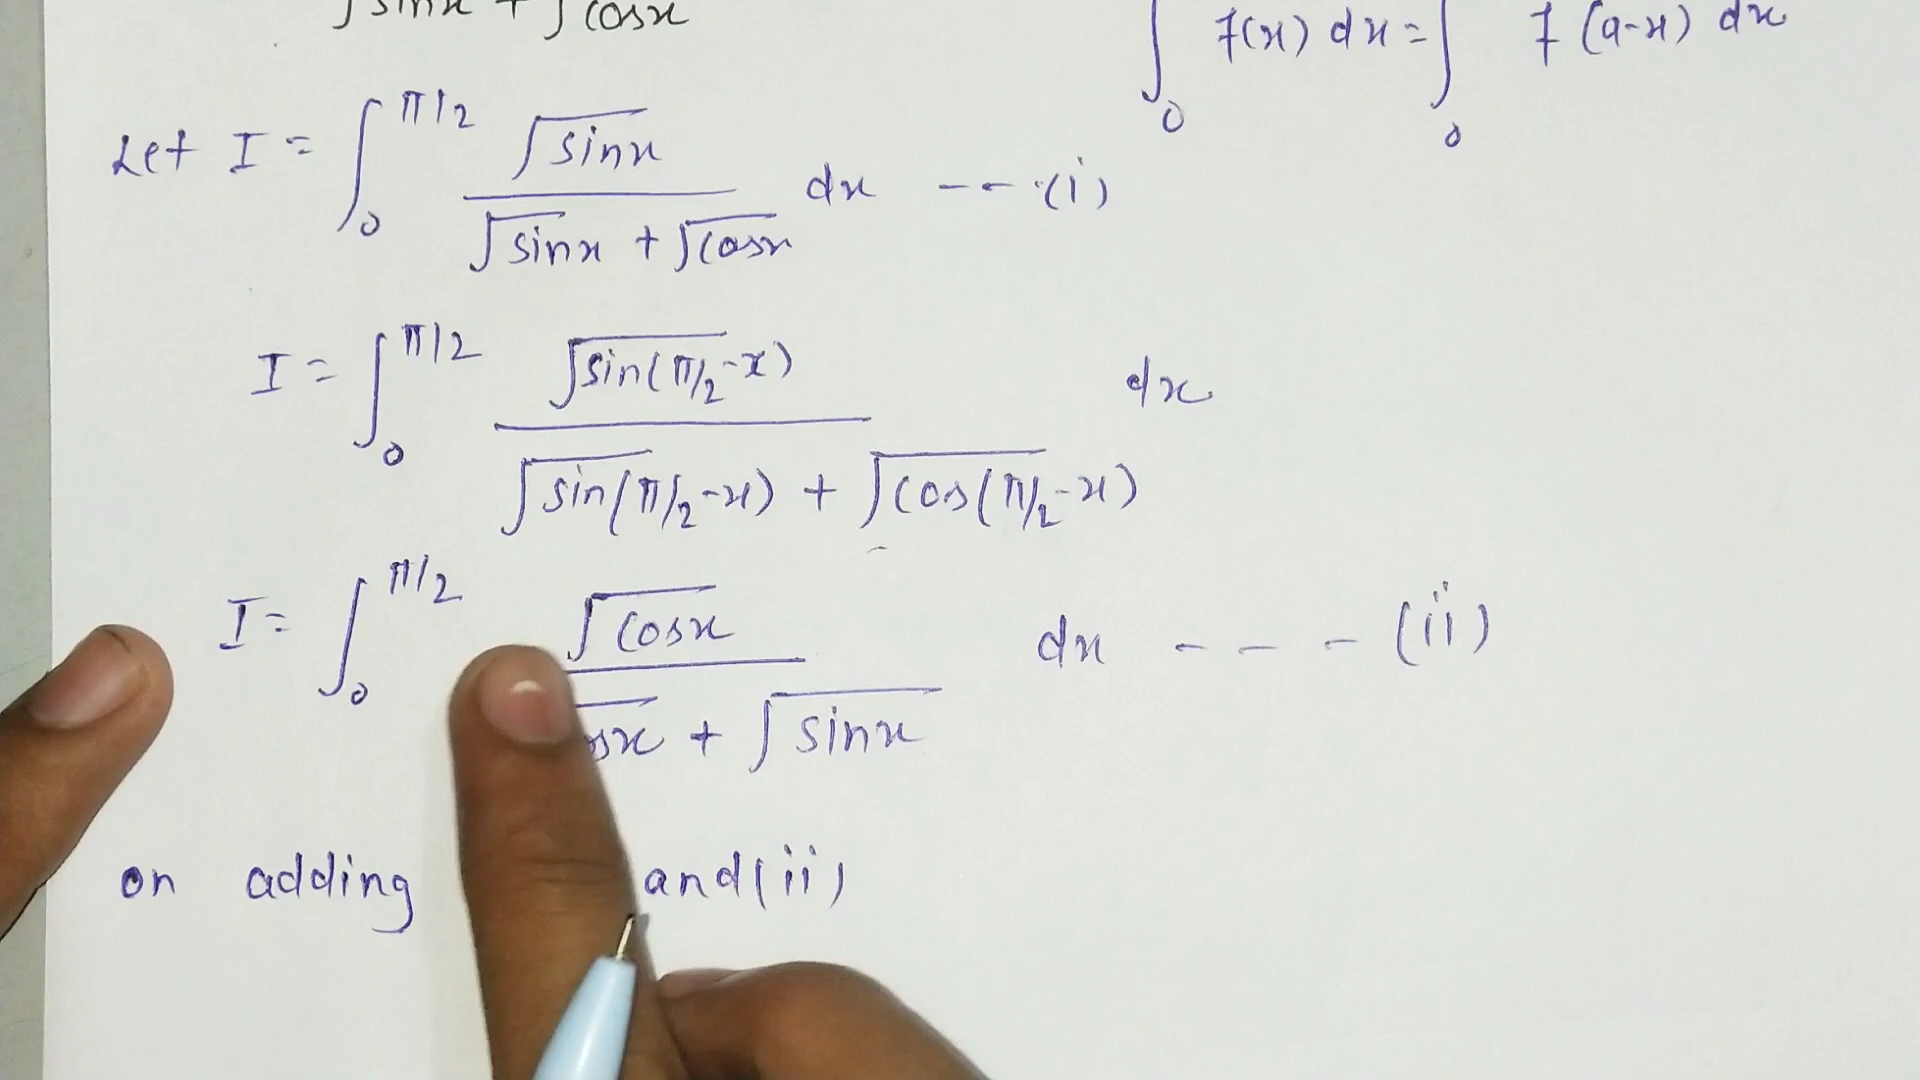 √sinx + √cosx
∫₀ f(x) dx = ∫₀ f(a-x) dx
Let I = ∫₀^π/2 √sinx / √sinx + √cosx dx --- (i)
I = ∫₀^π/2 √sin(π/2-x) / √sin(π/2-x) + √cos(π/2-x) dx
I = ∫₀^π/2 √cosx / osx + √sinx dx --- (ii)
on adding and (ii)